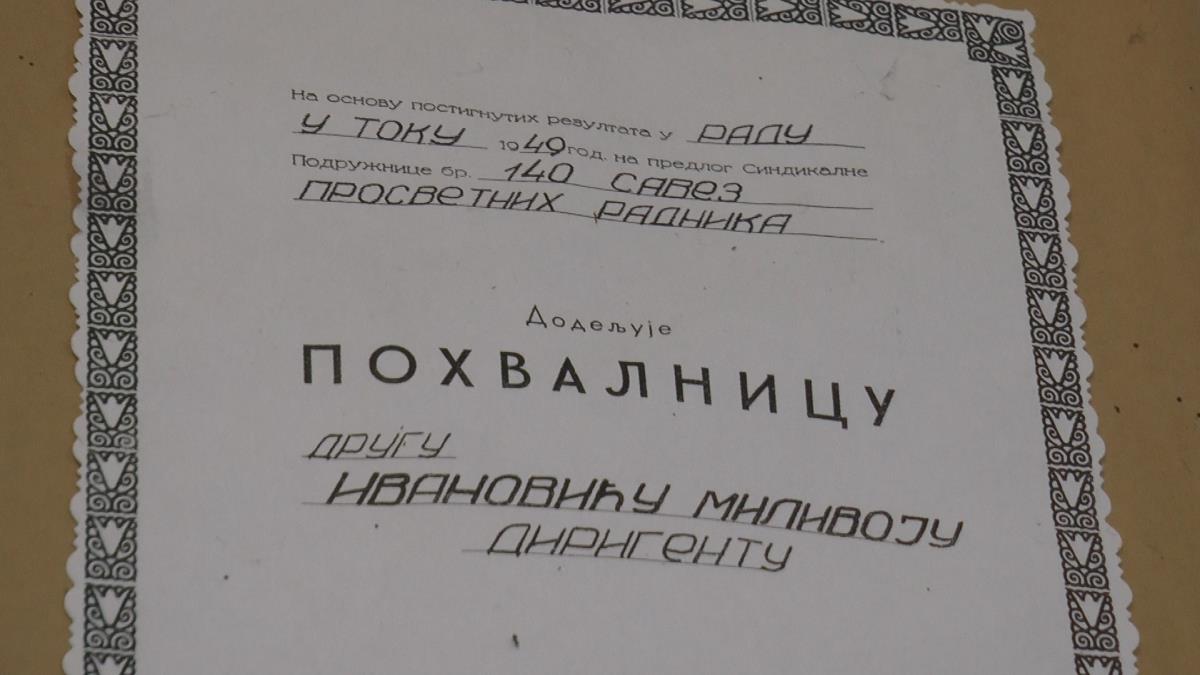 На основу постигнутих резултата у РАДУ
У ТОКУ 1949 год. на предлог Синдикалне
Подружнице бр. 140 САВЕЗ
ПРОСВЕТНИХ РАДНИКА
Додељује
ПОХВАЛНИЦУ
ДРУГУ
ИВАНОВИЋУ МИЛИВОЈУ
ДИРИГЕНТУ